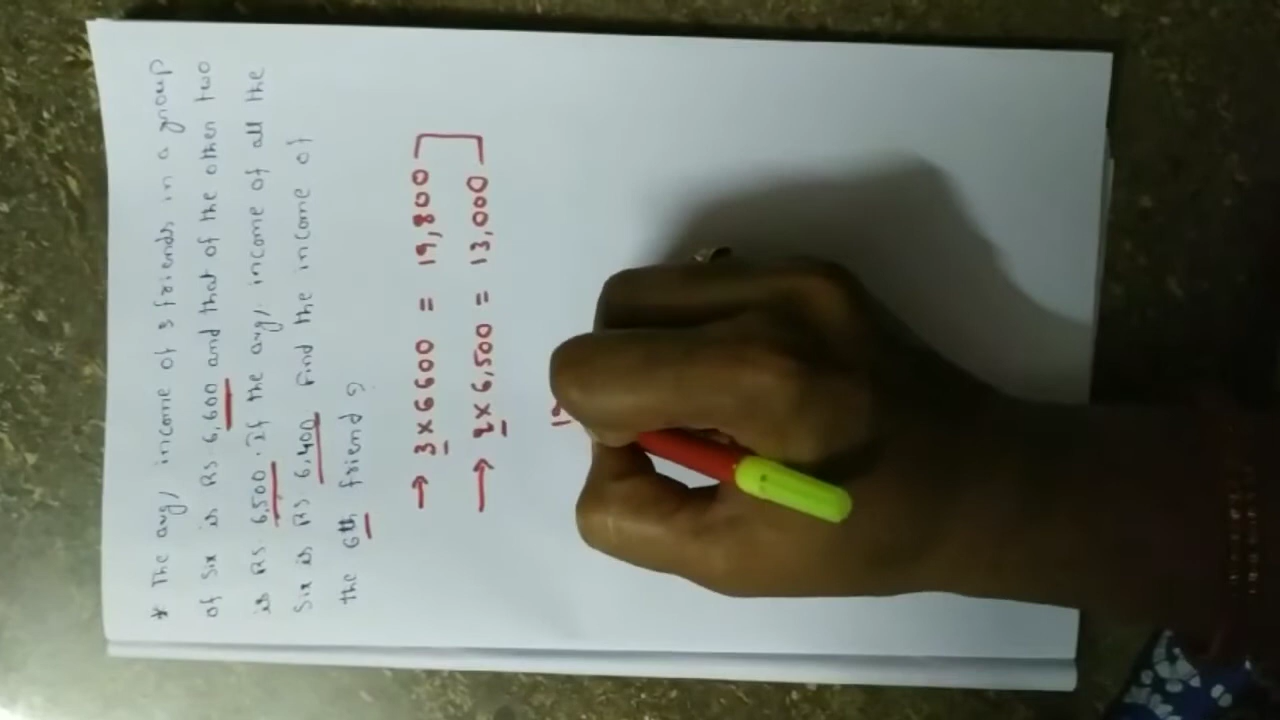 * The avg/ income of 3 friends in a group
of six is RS. 6,600 and that of the other two
is RS. 6,500. If the avg/ income of all the
six is RS 6,400 Find the income of
the 6th friend ?
→ 3 × 6600 = 19,800
→ 2 × 6,500 = 13,000